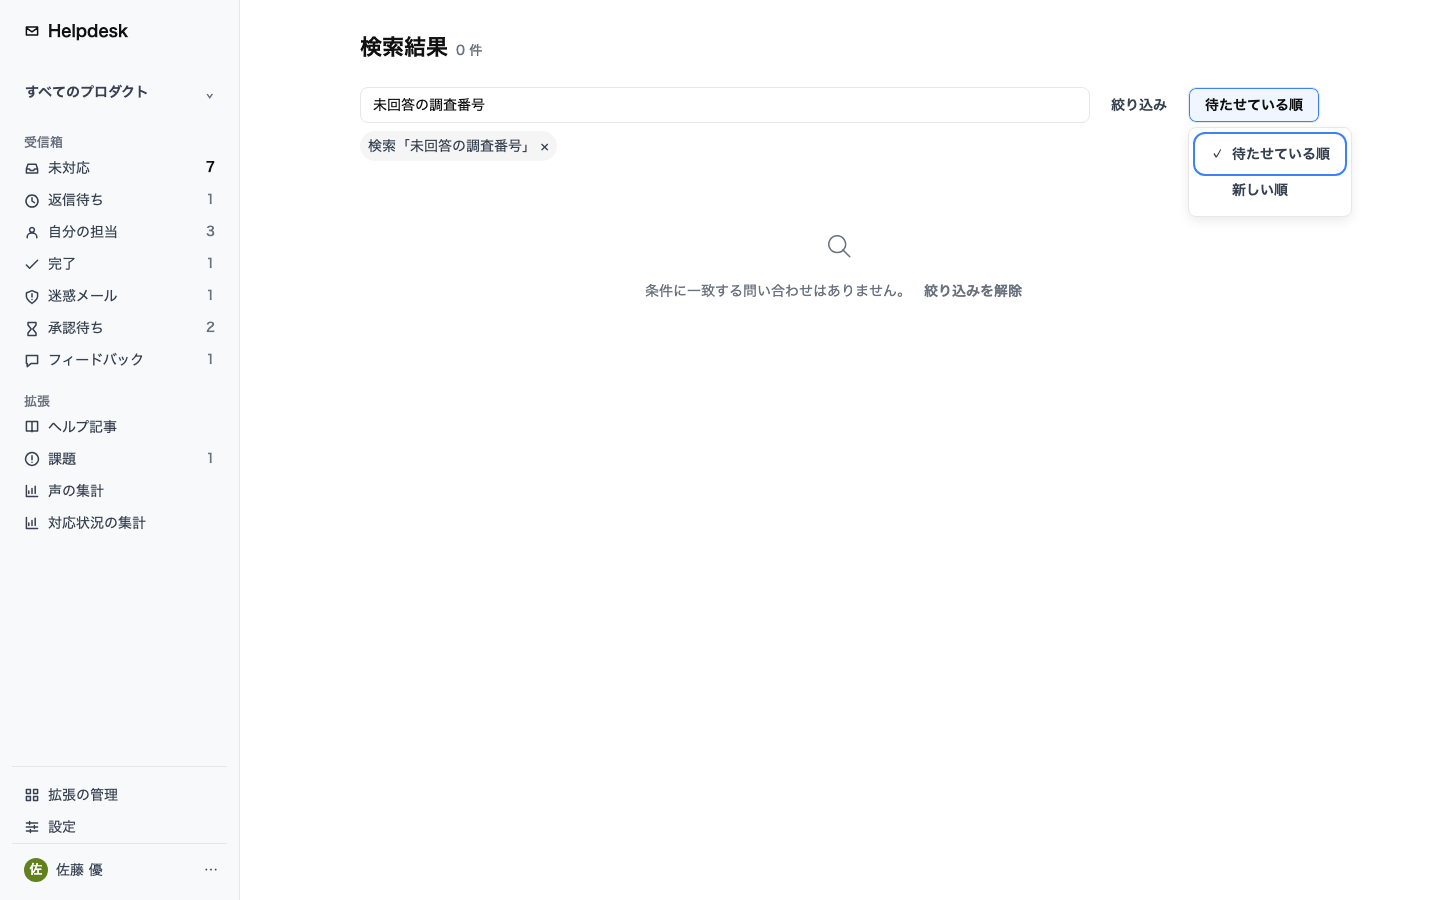 Helpdesk
すべてのプロダクト
受信箱
未対応 7
返信待ち 1
自分の担当 3
完了 1
迷惑メール 1
承認待ち 2
フィードバック 1
拡張
ヘルプ記事
課題 1
声の集計
対応状況の集計
拡張の管理
設定
佐 佐藤 優 …
検索結果 0 件
未回答の調査番号 絞り込み 待たせている順
検索「未回答の調査番号」 ×
✓ 待たせている順
新しい順
条件に一致する問い合わせはありません。 絞り込みを解除